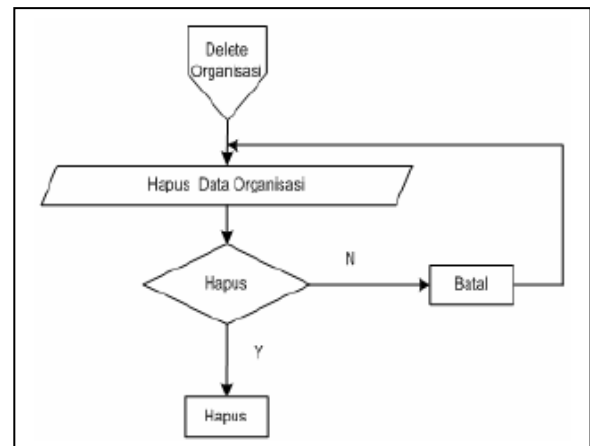 Delete
Organisasi
Hapus Data Organisasi
Hapus
N
Batal
Y
Hapus